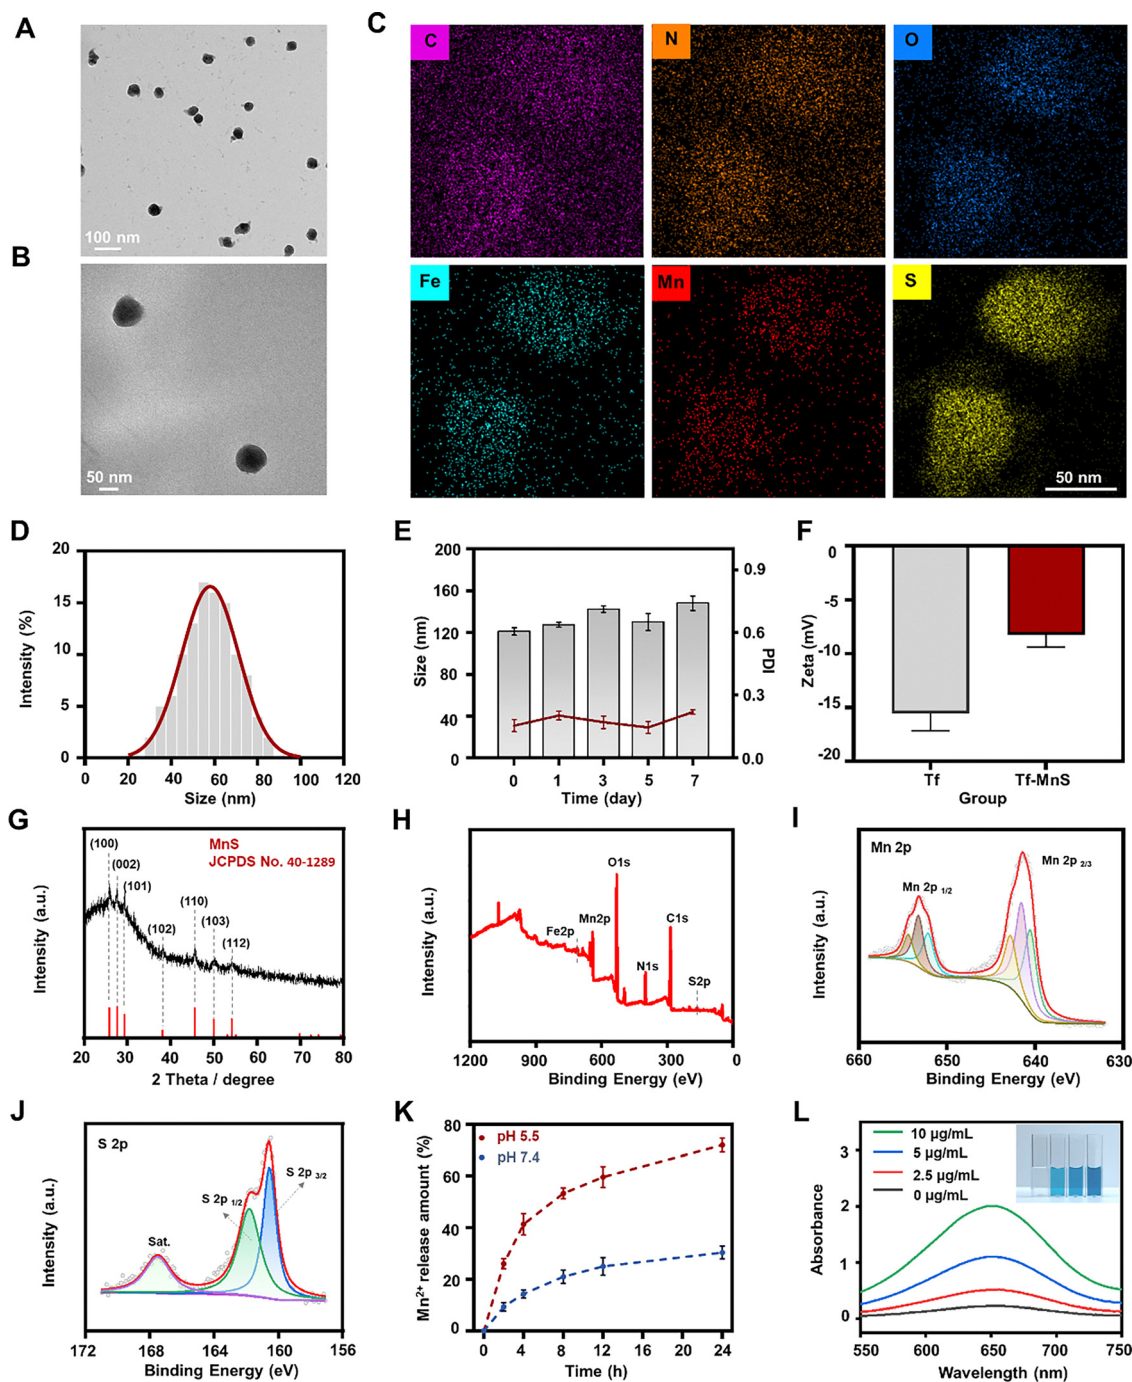 A
100 nm
B
50 nm
C
C
N
O
Fe
Mn
S
50 nm
D
Intensity (%)
20
15
10
5
0
0 20 40 60 80 100 120
Size (nm)
E
Size (nm)
200
160
120
80
40
0
0.9
0.6
0.3
0.0
PDI
0 1 3 5 7
Time (day)
F
Zeta (mV)
0
-5
-10
-15
-20
Tf Tf-MnS
Group
G
Intensity (a.u.)
MnS
JCPDS No. 40-1289
(100)
(002)
(101)
(102)
(110)
(103)
(112)
20 30 40 50 60 70 80
2 Theta / degree
H
Intensity (a.u.)
O1s
C1s
Fe2p
Mn2p
N1s
S2p
1200 900 600 300 0
Binding Energy (eV)
I
Intensity (a.u.)
Mn 2p
Mn 2p 2/3
Mn 2p 1/2
660 650 640 630
Binding Energy (eV)
J
Intensity (a.u.)
S 2p
S 2p 3/2
S 2p 1/2
Sat.
172 168 164 160 156
Binding Energy (eV)
K
Mn2+ release amount (%)
80
60
40
20
0
pH 5.5
pH 7.4
0 4 8 12 16 20 24
Time (h)
L
Absorbance
3
2
1
0
10 µg/mL
5 µg/mL
2.5 µg/mL
0 µg/mL
550 600 650 700 750
Wavelength (nm)